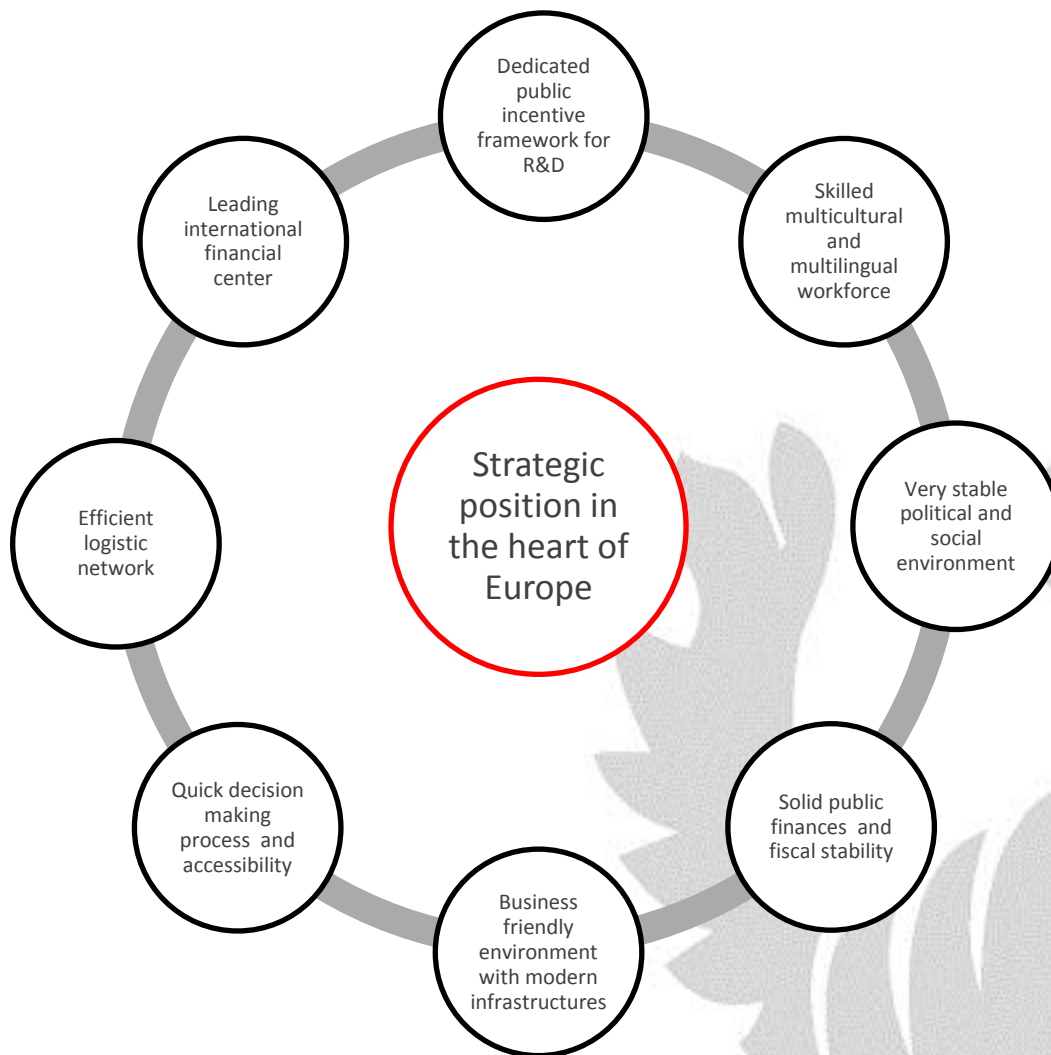 Dedicated
public
incentive
framework for
R&D
Skilled
multicultural
and
multilingual
workforce
Very stable
political and
social
environment
Solid public
finances and
fiscal stability
Business
friendly
environment
with modern
infrastructures
Quick decision
making
process and
accessibility
Efficient
logistic
network
Leading
international
financial
center
Strategic
position in
the heart of
Europe